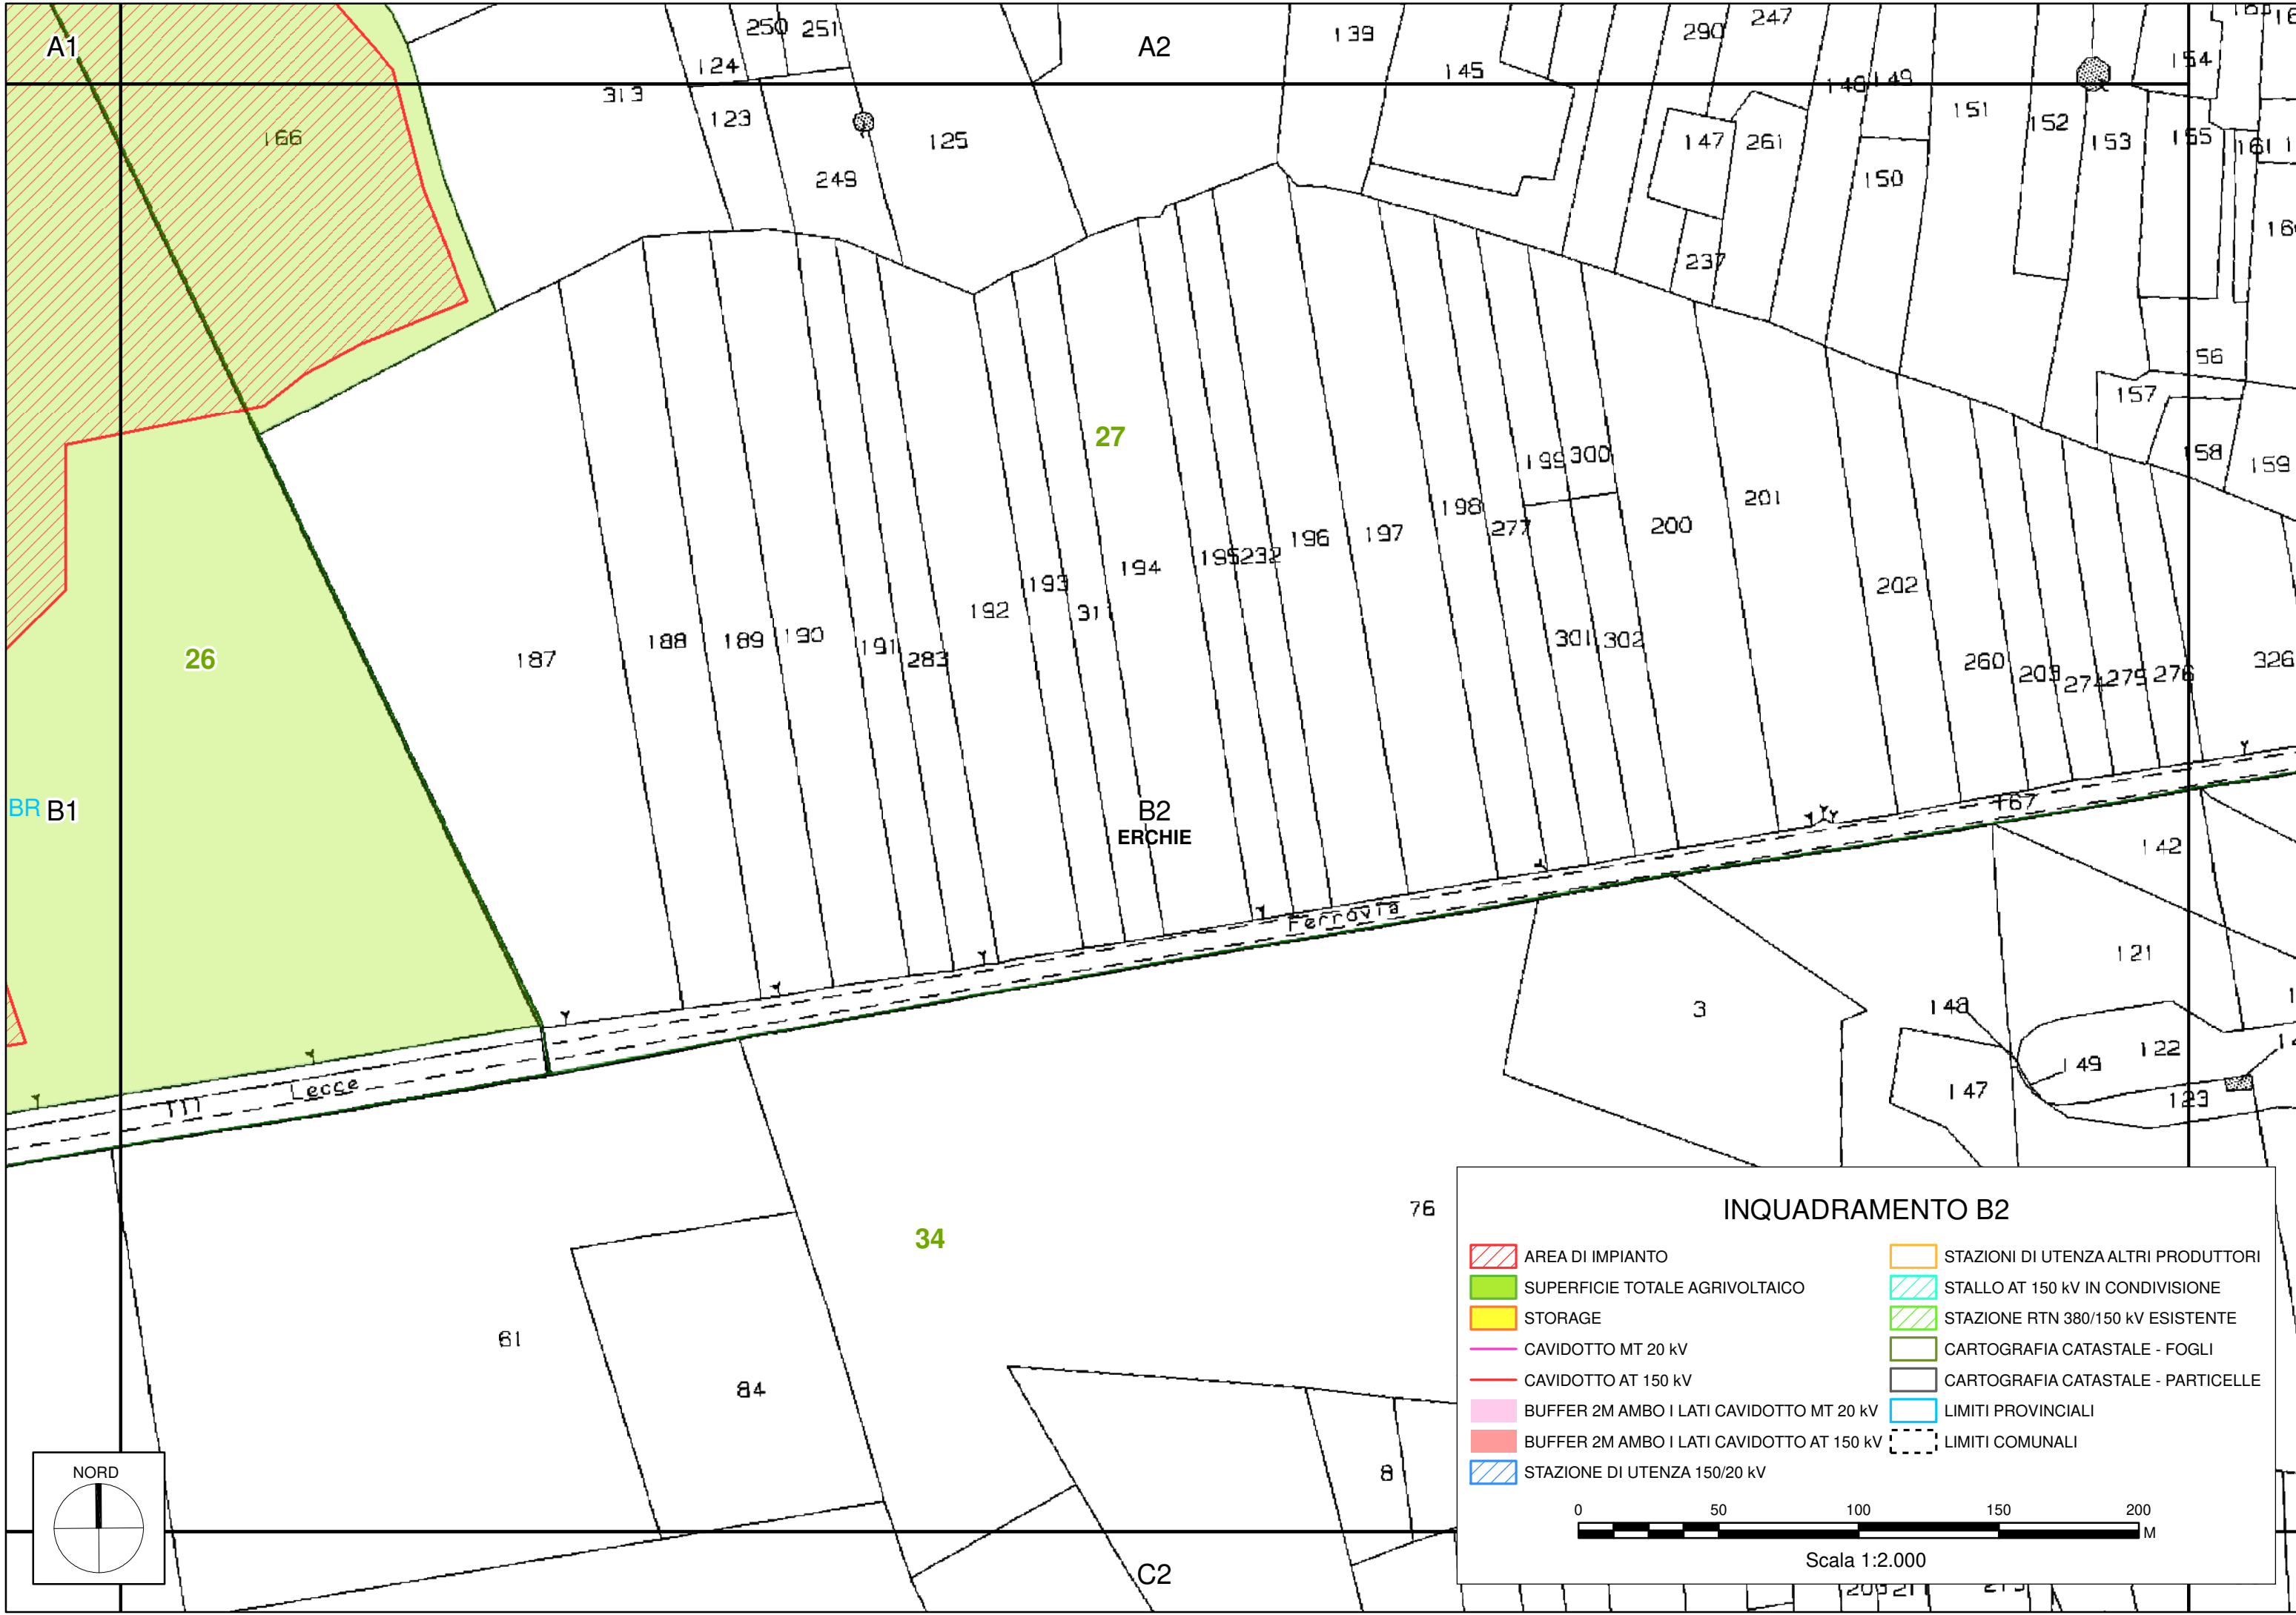 A1
250 251
A2
139
290
247
124
145
154
313
123
166
125
249
147
261
149
151
152
153
155
161
150
237
156
157
158
159
27
199 300
198
277
201
200
196
197
195 232
194
193
311
192
202
26
187
188
189
190
191
283
301 302
260
203
274 275 276
326
BR B1
B2
ERCHIE
167
142
Ferrovia
121
3
148
149
122
147
123
Lecce
76
34
61
84
8
C2
NORD
INQUADRAMENTO B2
AREA DI IMPIANTO
SUPERFICIE TOTALE AGRIVOLTAICO
STORAGE
CAVIDOTTO MT 20 kV
CAVIDOTTO AT 150 kV
BUFFER 2M AMBO I LATI CAVIDOTTO MT 20 kV
BUFFER 2M AMBO I LATI CAVIDOTTO AT 150 kV
STAZIONE DI UTENZA 150/20 kV
STAZIONI DI UTENZA ALTRI PRODUTTORI
STALLO AT 150 kV IN CONDIVISIONE
STAZIONE RTN 380/150 kV ESISTENTE
CARTOGRAFIA CATASTALE - FOGLI
CARTOGRAFIA CATASTALE - PARTICELLE
LIMITI PROVINCIALI
LIMITI COMUNALI
0 50 100 150 200
M
Scala 1:2.000